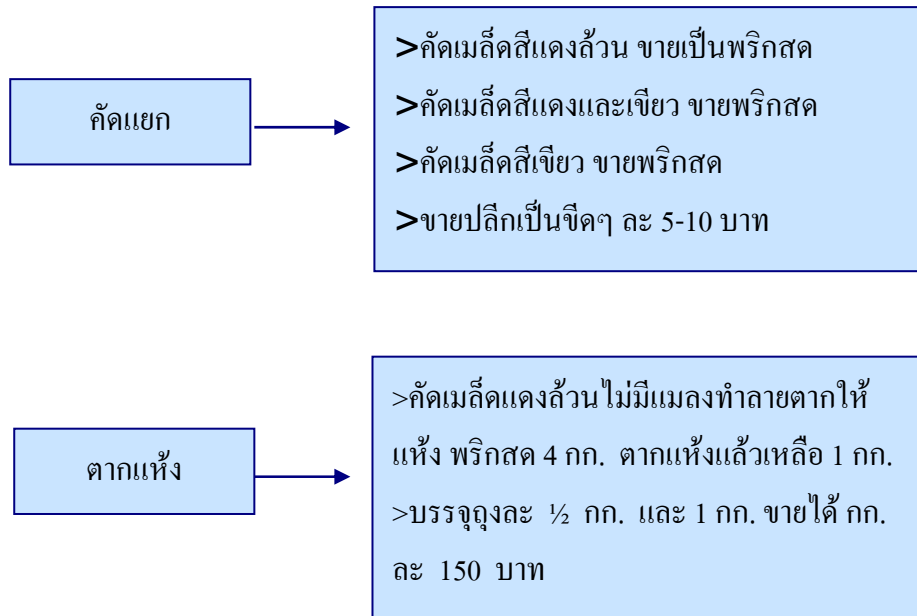 คัดแยก
>คัดเมล็ดสีแดงล้วน ขายเป็นพริกสด
>คัดเมล็ดสีแดงและเขียว ขายพริกสด
>คัดเมล็ดสีเขียว ขายพริกสด
>ขายปลีกเป็นขีดๆ ละ 5-10 บาท
ตากแห้ง
>คัดเมล็ดแดงล้วนไม่มีแมลงทำลายตากให้
แห้ง พริกสด 4 กก. ตากแห้งแล้วเหลือ 1 กก.
>บรรจุถุงละ ½ กก. และ 1 กก. ขายได้ กก.
ละ 150 บาท